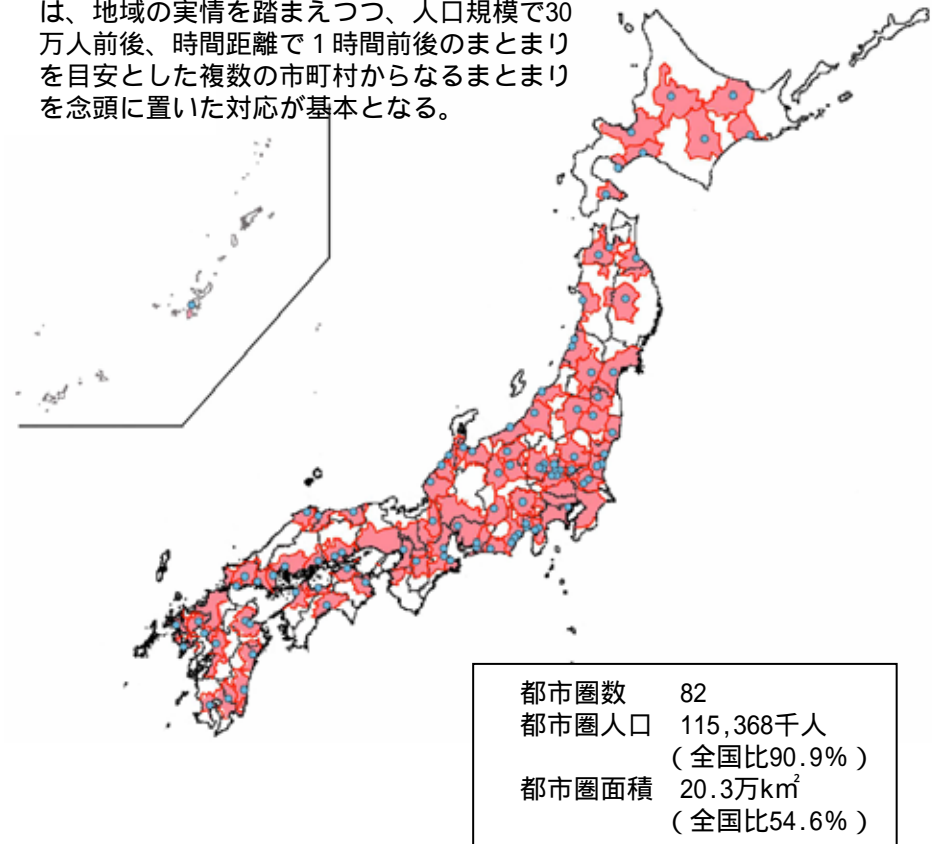 は、地域の実情を踏まえつつ、人口規模で30
万人前後、時間距離で1時間前後のまとまり
を目安とした複数の市町村からなるまとまり
を念頭に置いた対応が基本となる。
都市圏数 82
都市圏人口 115,368千人
(全国比90.9%)
都市圏面積 20.3万km²
(全国比54.6%)